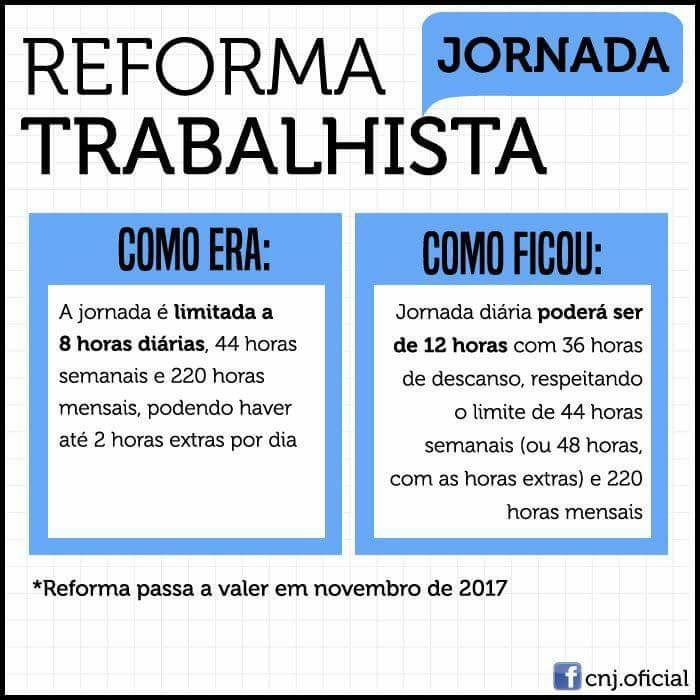 REFORMA
JORNADA
TRABALHISTA
COMO ERA:
A jornada é limitada a
8 horas diárias, 44 horas
semanais e 220 horas
mensais, podendo haver
até 2 horas extras por dia
COMO FICOU:
Jornada diária poderá ser
de 12 horas com 36 horas
de descanso, respeitando
o limite de 44 horas
semanais (ou 48 horas,
com as horas extras) e 220
horas mensais
*Reforma passa a valer em novembro de 2017
f cnj.oficial